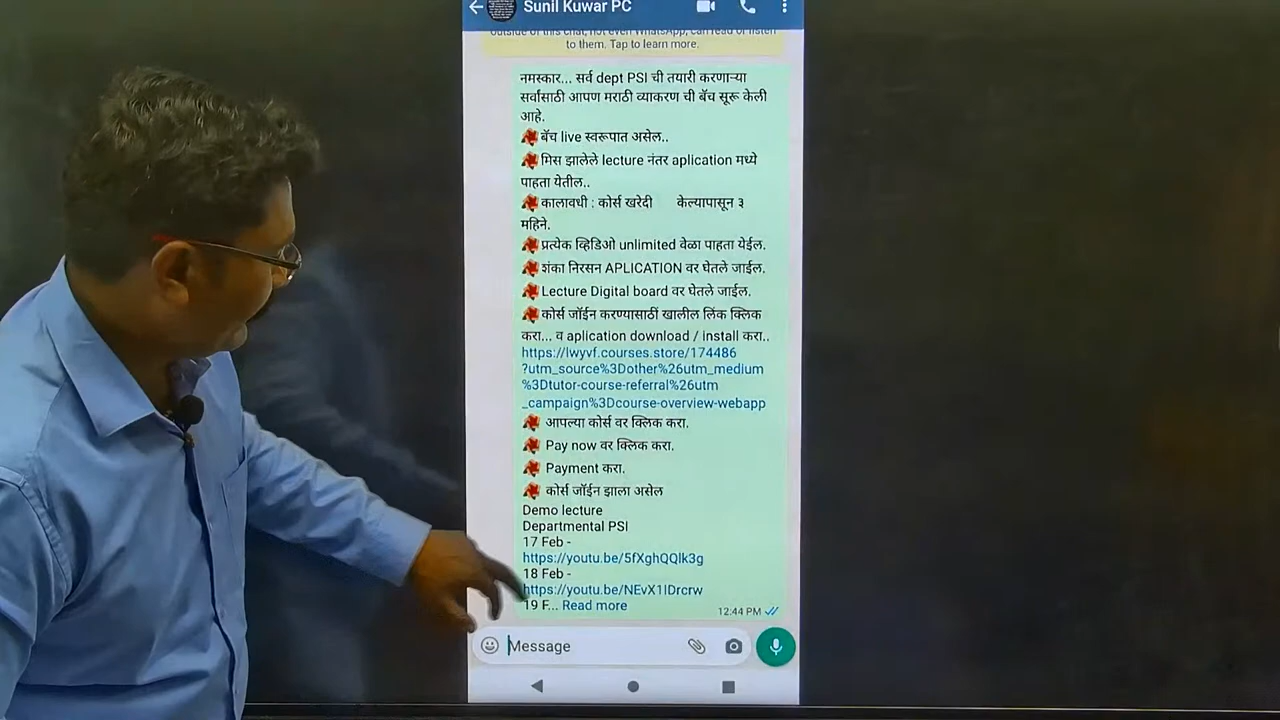 Sunil Kuwar PC
outside of this chat, not even WhatsApp, can read or listen
to them. Tap to learn more.
नमस्कार... सर्व dept PSI ची तयारी करणाऱ्या
सर्वांसाठी आपण मराठी व्याकरण ची बॅच सूरू केली
आहे.
बॅच live स्वरूपात असेल..
मिस झालेले lecture नंतर aplication मध्ये
पाहता येतील..
कालावधी : कोर्स खरेदी केल्यापासून ३
महिने.
प्रत्येक व्हिडिओ unlimited वेळा पाहता येईल.
शंका निरसन APLICATION वर घेतले जाईल.
Lecture Digital board वर घेतले जाईल.
कोर्स जॉईन करण्यासाठीं खालील लिंक क्लिक
करा... व aplication download / install करा..
https://lwyvf.courses.store/174486
?utm_source%3Dother%26utm_medium
%3Dtutor-course-referral%26utm
_campaign%3Dcourse-overview-webapp
आपल्या कोर्स वर क्लिक करा.
Pay now वर क्लिक करा.
Payment करा.
कोर्स जॉईन झाला असेल
Demo lecture
Departmental PSI
17 Feb -
https://youtu.be/5fXghQQlk3g
18 Feb -
https://youtu.be/NEvX1IDrcrw
19 F... Read more
12:44 PM
Message